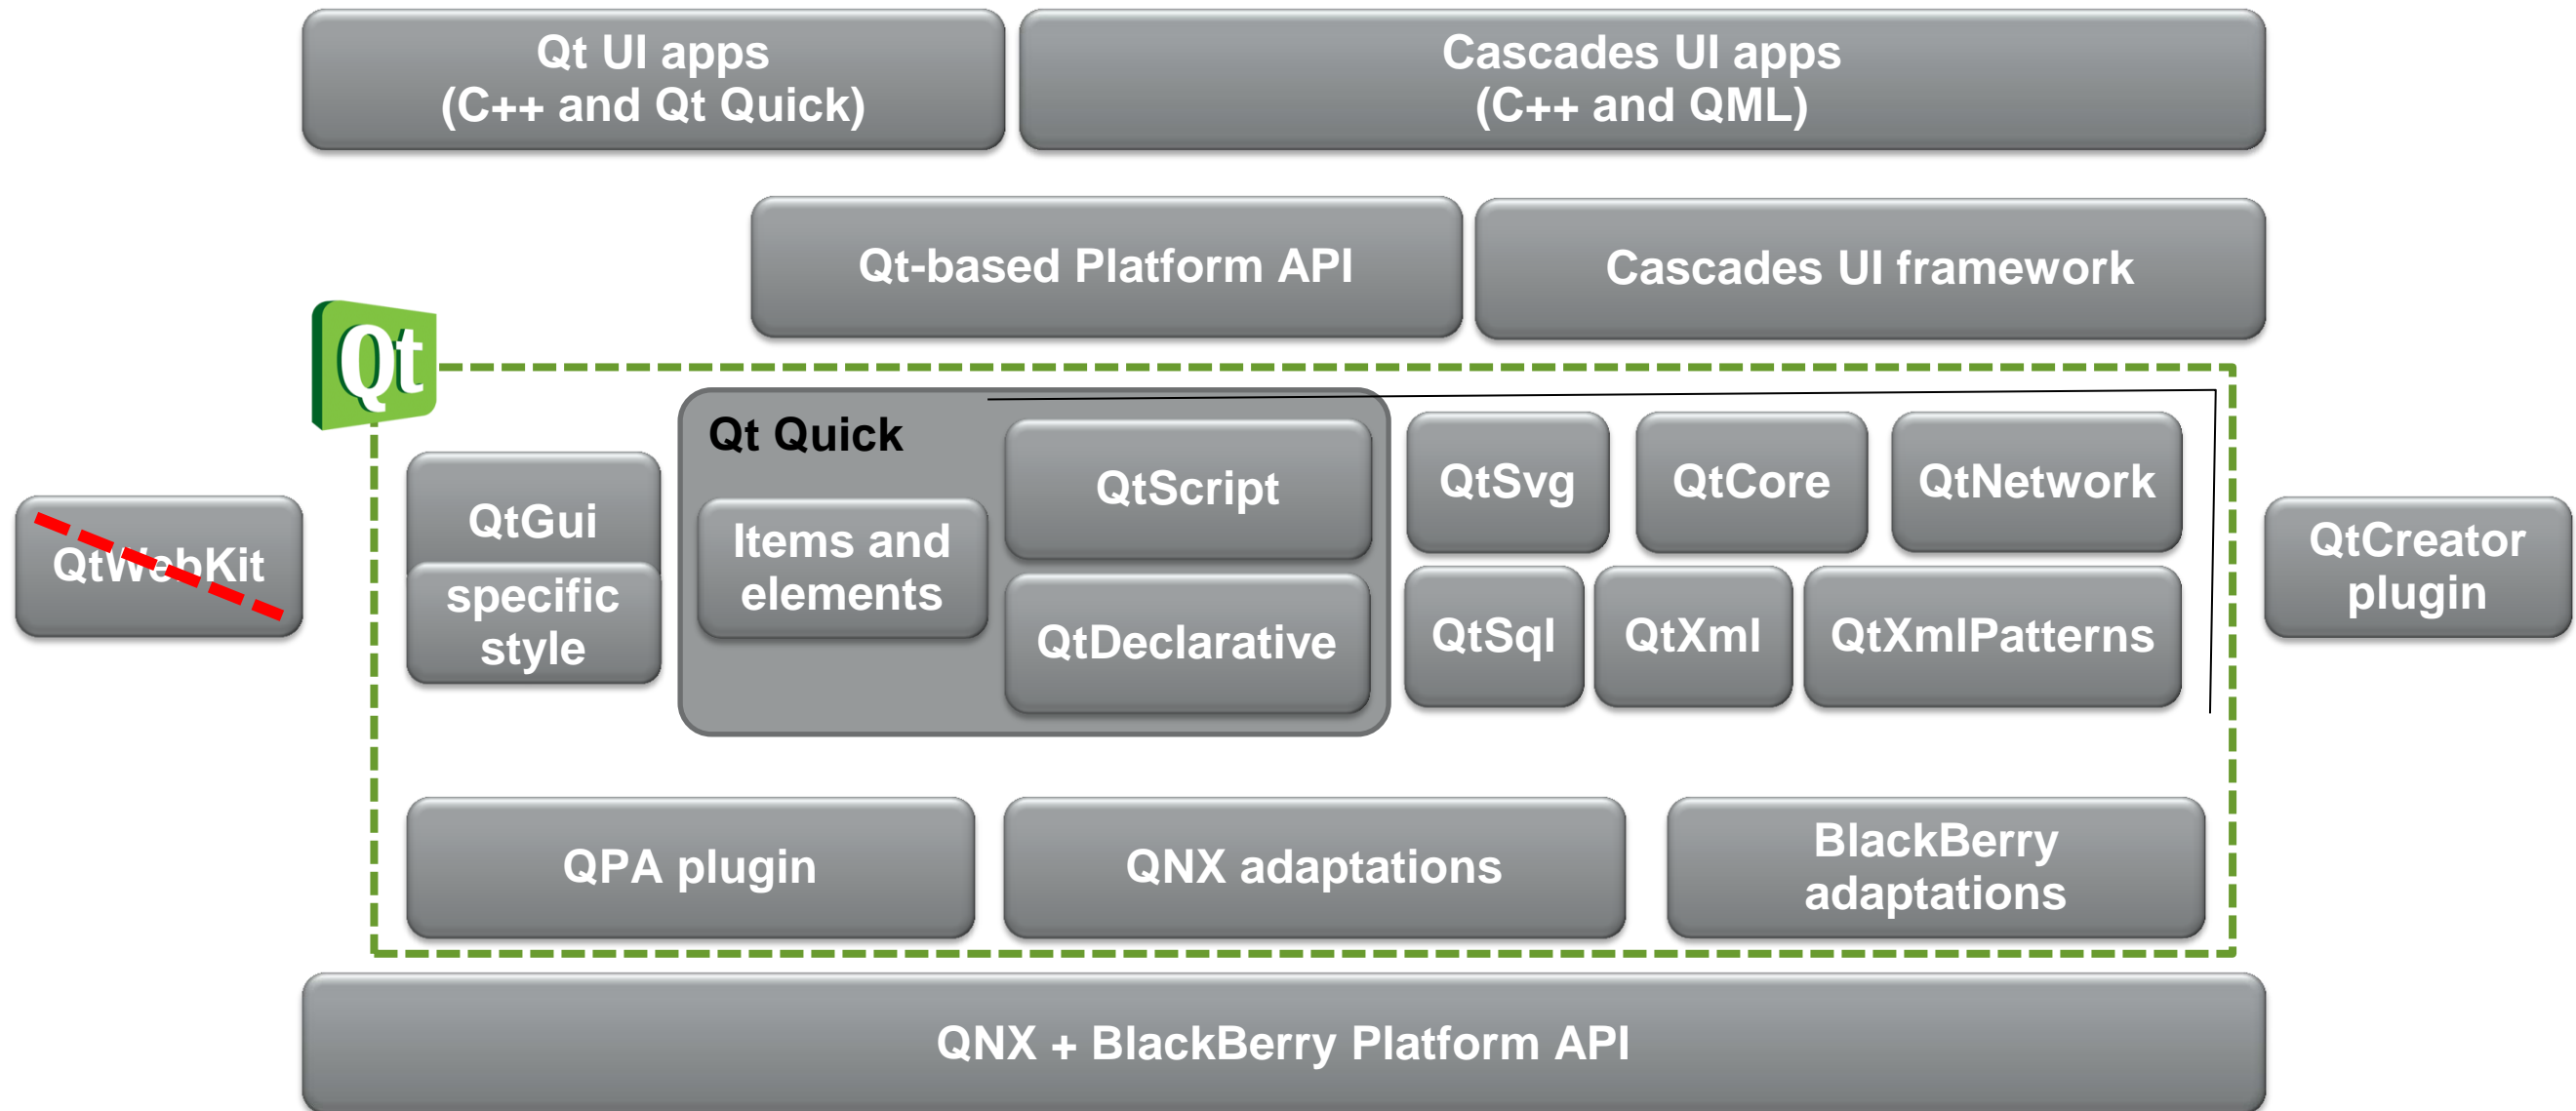 Qt UI apps
(C++ and Qt Quick)
Cascades UI apps
(C++ and QML)
Qt-based Platform API
Cascades UI framework
Qt
Qt Quick
QtGui
specific
style
Items and
elements
QtScript
QtDeclarative
QtSvg
QtCore
QtNetwork
QtSql
QtXml
QtXmlPatterns
QtWebKit
QtCreator
plugin
QPA plugin
QNX adaptations
BlackBerry
adaptations
QNX + BlackBerry Platform API